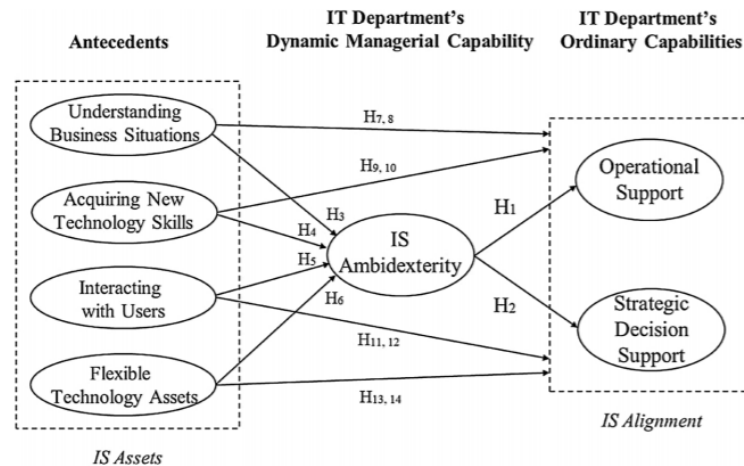 Antecedents
IT Department's
Dynamic Managerial Capability
IT Department's
Ordinary Capabilities
Understanding
Business Situations
Acquiring New
Technology Skills
Interacting
with Users
Flexible
Technology Assets
IS Assets
H7, 8
H9, 10
H3
H4
H5
H6
H11, 12
H13, 14
IS
Ambidexterity
H1
H2
Operational
Support
Strategic
Decision
Support
IS Alignment